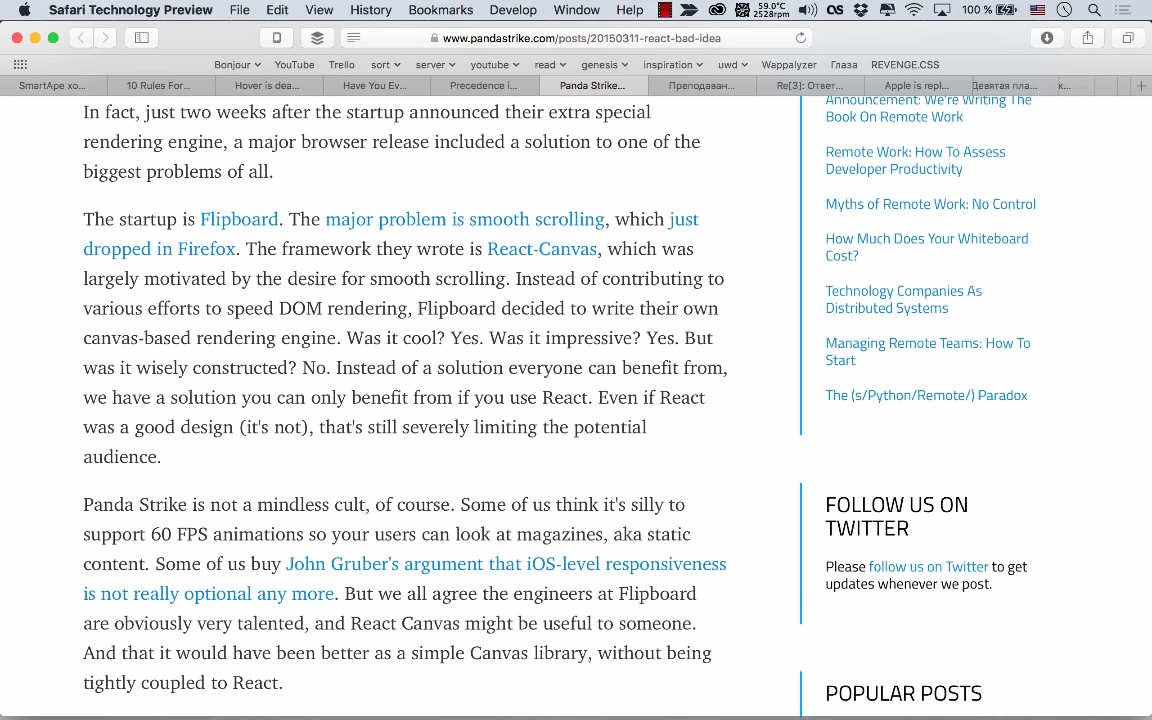 Safari Technology Preview File Edit View History Bookmarks Develop Window Help 59.0°C 2528rpm 100 %
www.pandastrike.com/posts/20150311-react-bad-idea
Bonjour YouTube Trello sort server youtube read genesis inspiration uwd Wappalyzer Глаза REVENGE.CSS
SmartApe хо... 10 Rules For... Hover is dea... Have You Ev... Precedence i... Panda Strike... Преподаван... Re[3]: Ответ... Apple is repl... Девятая пла... к...
In fact, just two weeks after the startup announced their extra special
rendering engine, a major browser release included a solution to one of the
biggest problems of all.
The startup is Flipboard. The major problem is smooth scrolling, which just
dropped in Firefox. The framework they wrote is React-Canvas, which was
largely motivated by the desire for smooth scrolling. Instead of contributing to
various efforts to speed DOM rendering, Flipboard decided to write their own
canvas-based rendering engine. Was it cool? Yes. Was it impressive? Yes. But
was it wisely constructed? No. Instead of a solution everyone can benefit from,
we have a solution you can only benefit from if you use React. Even if React
was a good design (it's not), that's still severely limiting the potential
audience.
Panda Strike is not a mindless cult, of course. Some of us think it's silly to
support 60 FPS animations so your users can look at magazines, aka static
content. Some of us buy John Gruber's argument that iOS-level responsiveness
is not really optional any more. But we all agree the engineers at Flipboard
are obviously very talented, and React Canvas might be useful to someone.
And that it would have been better as a simple Canvas library, without being
tightly coupled to React.
Announcement: We're Writing The
Book On Remote Work
Remote Work: How To Assess
Developer Productivity
Myths of Remote Work: No Control
How Much Does Your Whiteboard
Cost?
Technology Companies As
Distributed Systems
Managing Remote Teams: How To
Start
The (s/Python/Remote/) Paradox
FOLLOW US ON
TWITTER
Please follow us on Twitter to get
updates whenever we post.
POPULAR POSTS